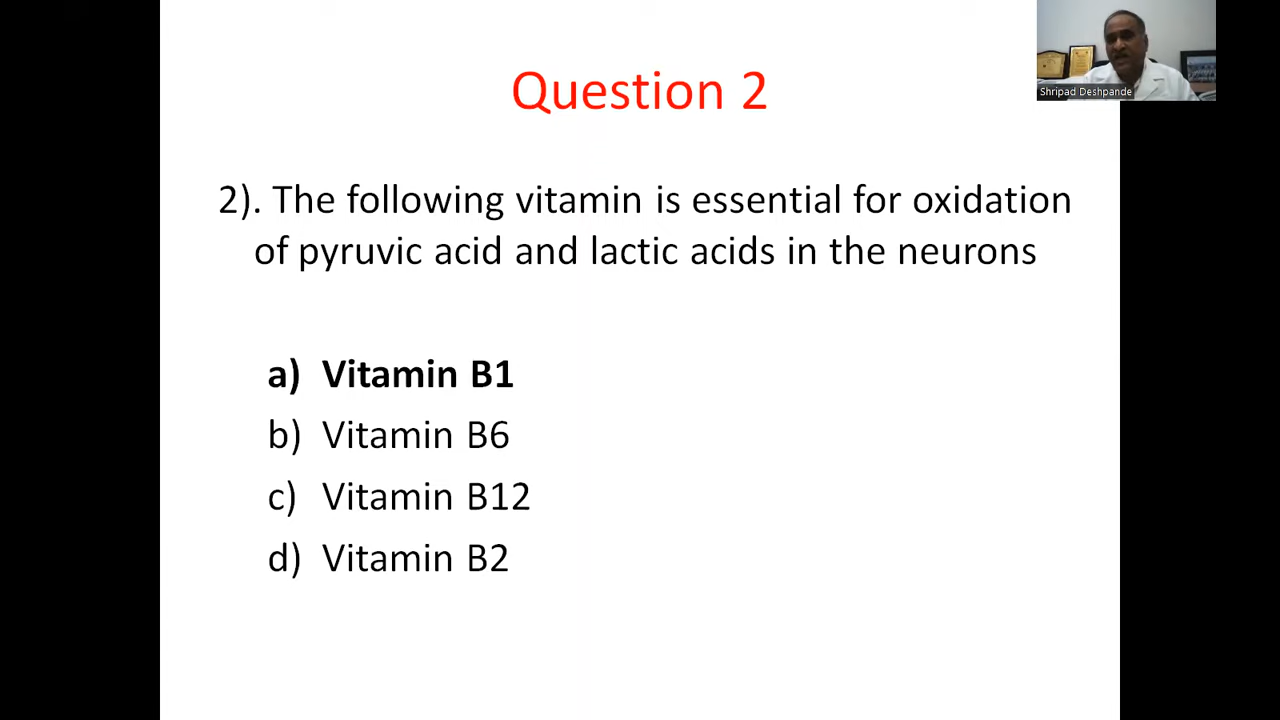 Question 2
Shripad Deshpande
2). The following vitamin is essential for oxidation
of pyruvic acid and lactic acids in the neurons
a) Vitamin B1
b) Vitamin B6
c) Vitamin B12
d) Vitamin B2